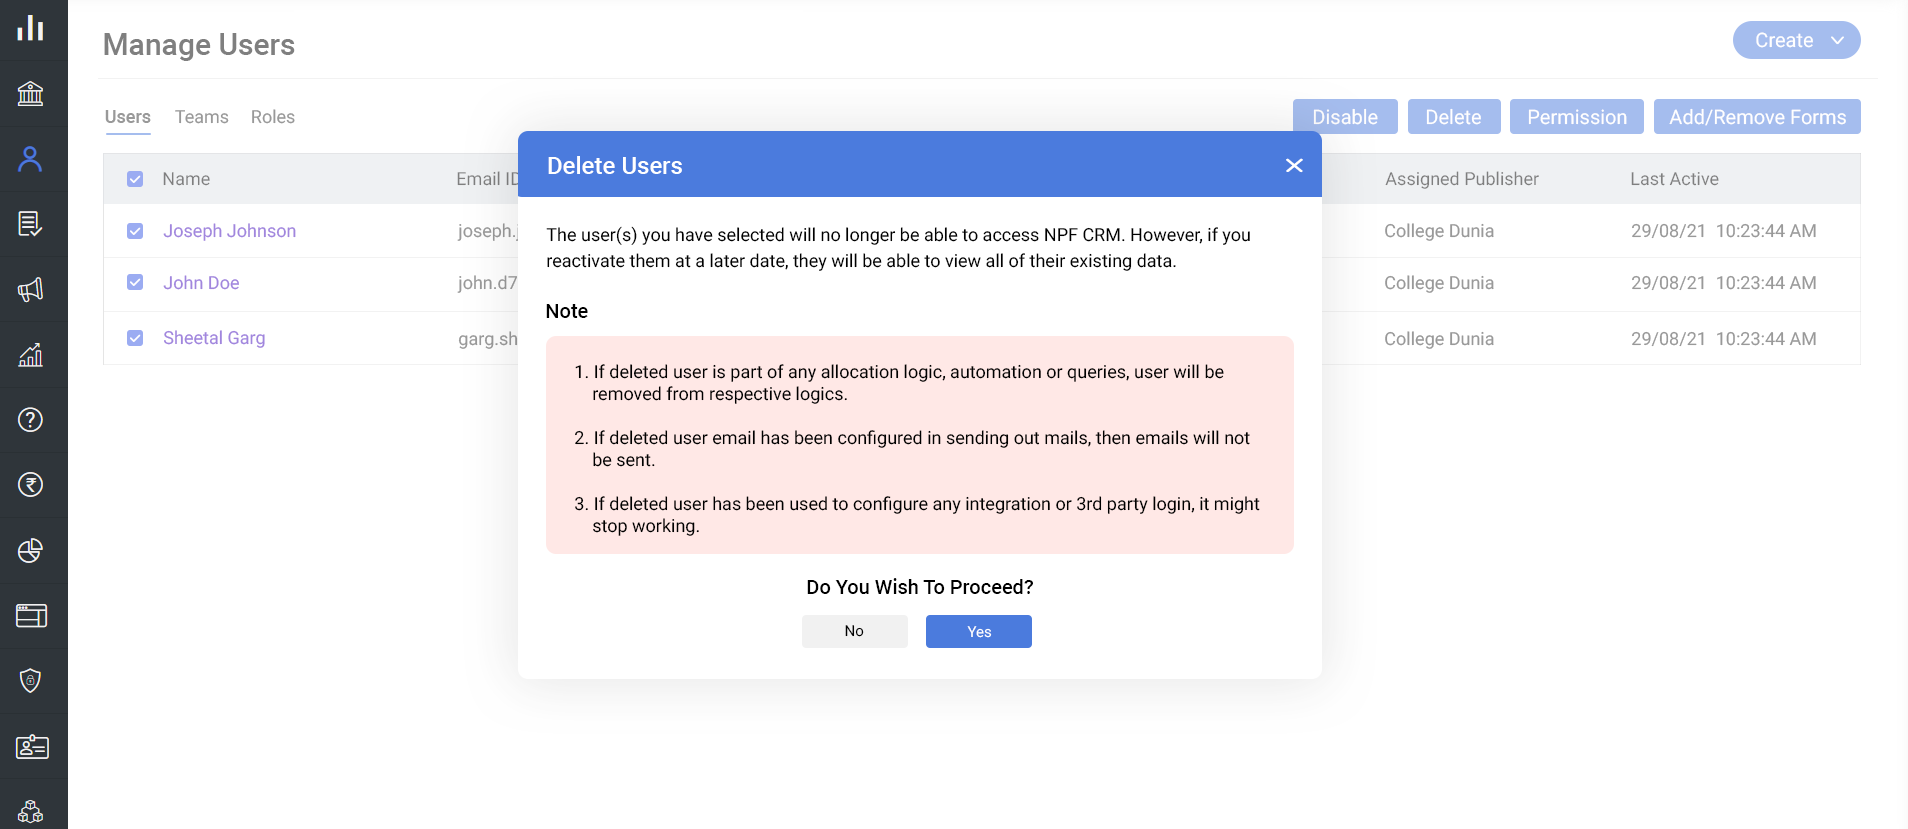 Manage Users
Create
Users Teams Roles
Disable Delete Permission Add/Remove Forms
Name Email ID Assigned Publisher Last Active
Joseph Johnson joseph.j College Dunia 29/08/21 10:23:44 AM
John Doe john.d7 College Dunia 29/08/21 10:23:44 AM
Sheetal Garg garg.sh College Dunia 29/08/21 10:23:44 AM
Delete Users
The user(s) you have selected will no longer be able to access NPF CRM. However, if you
reactivate them at a later date, they will be able to view all of their existing data.
Note
1. If deleted user is part of any allocation logic, automation or queries, user will be
removed from respective logics.
2. If deleted user email has been configured in sending out mails, then emails will not
be sent.
3. If deleted user has been used to configure any integration or 3rd party login, it might
stop working.
Do You Wish To Proceed?
No Yes